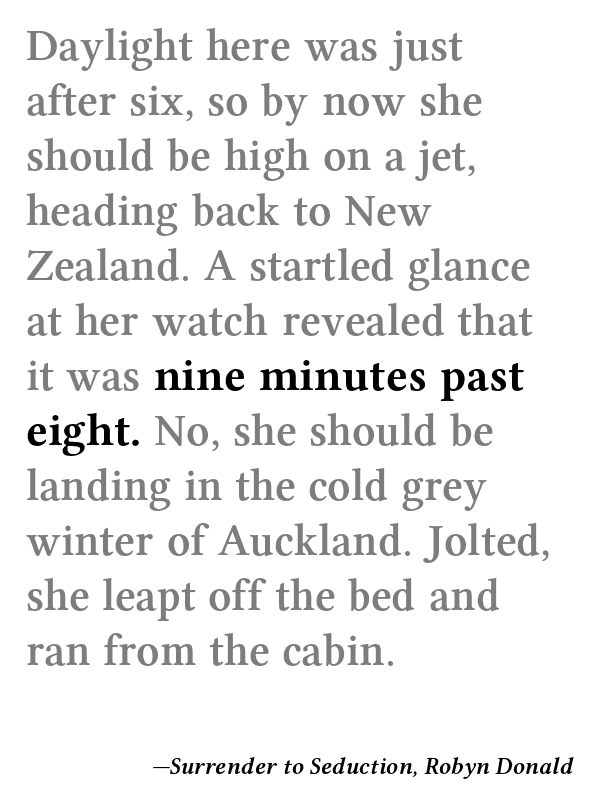 Daylight here was just
after six, so by now she
should be high on a jet,
heading back to New
Zealand. A startled glance
at her watch revealed that
it was nine minutes past
eight. No, she should be
landing in the cold grey
winter of Auckland. Jolted,
she leapt off the bed and
ran from the cabin.
—Surrender to Seduction, Robyn Donald